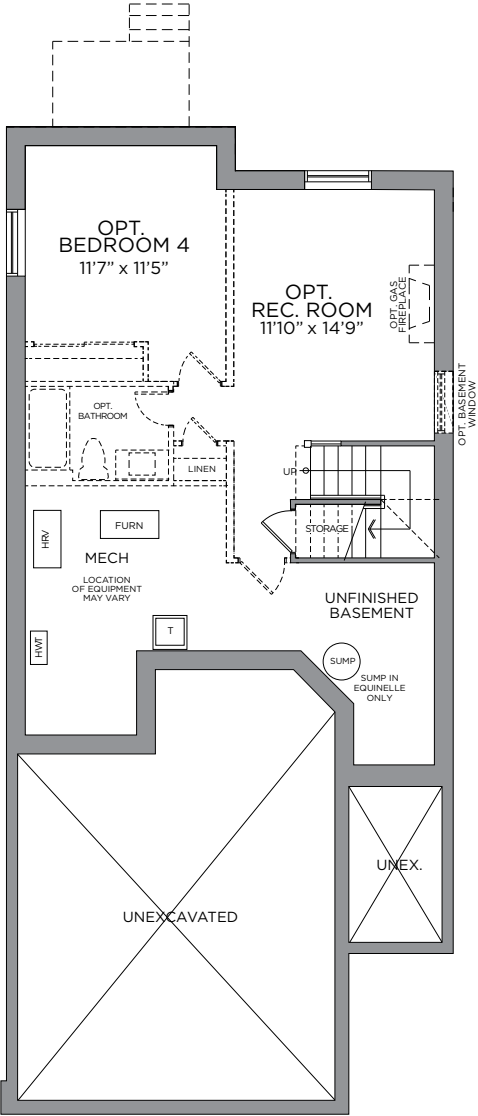 OPT.
BEDROOM 4
11'7" x 11'5"
OPT.
REC. ROOM
11'10" x 14'9"
OPT. GAS
FIREPLACE
OPT. BASEMENT
WINDOW
OPT.
BATHROOM
LINEN
UP
STORAGE
HRV
FURN
MECH
LOCATION
OF EQUIPMENT
MAY VARY
HWT
T
UNFINISHED
BASEMENT
SUMP
SUMP IN
EQUINELLE
ONLY
UNEX.
UNEXCAVATED